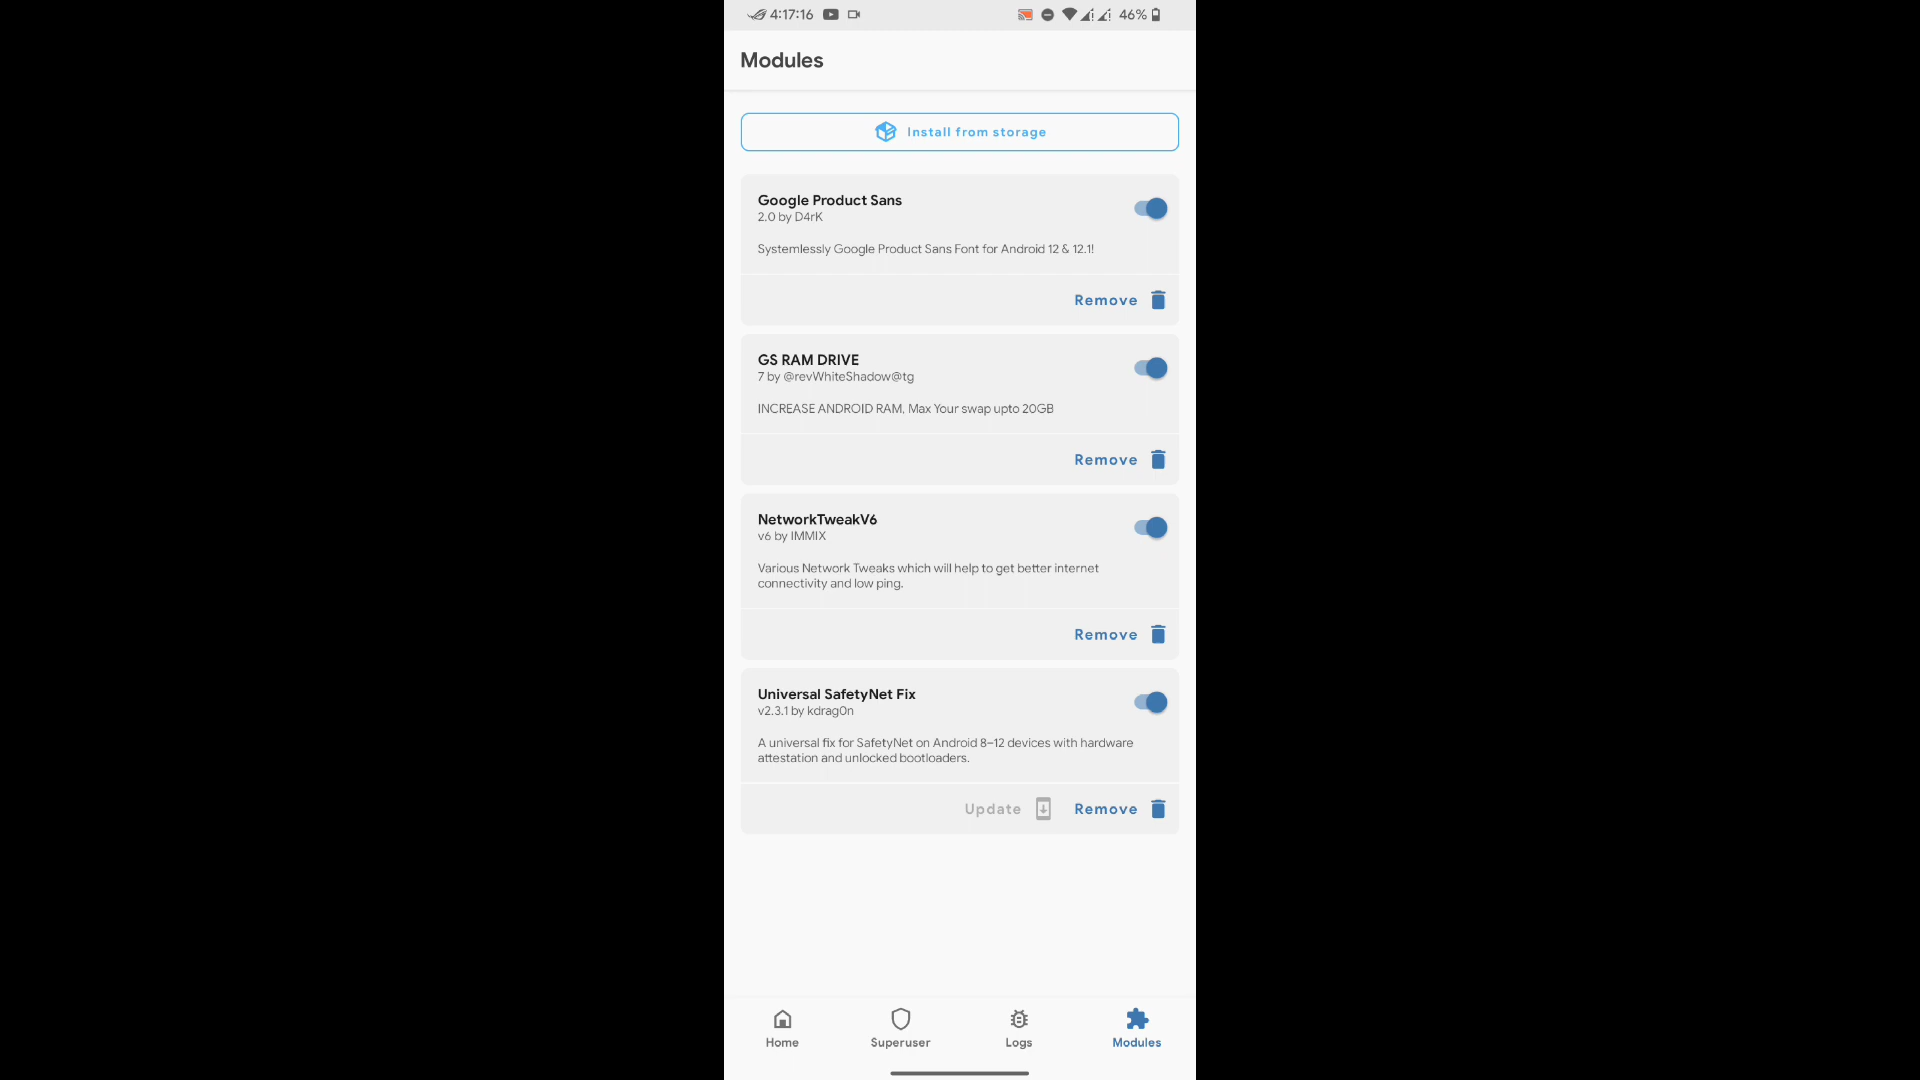 4:17:16
46%
Modules
Install from storage
Google Product Sans
2.0 by D4rK
Systemlessly Google Product Sans Font for Android 12 & 12.1!
Remove
GS RAM DRIVE
7 by @revWhiteShadow@tg
INCREASE ANDROID RAM, Max Your swap upto 20GB
Remove
NetworkTweakV6
v6 by IMMIX
Various Network Tweaks which will help to get better internet
connectivity and low ping.
Remove
Universal SafetyNet Fix
v2.3.1 by kdrag0n
A universal fix for SafetyNet on Android 8–12 devices with hardware
attestation and unlocked bootloaders.
Update
Remove
Home
Superuser
Logs
Modules